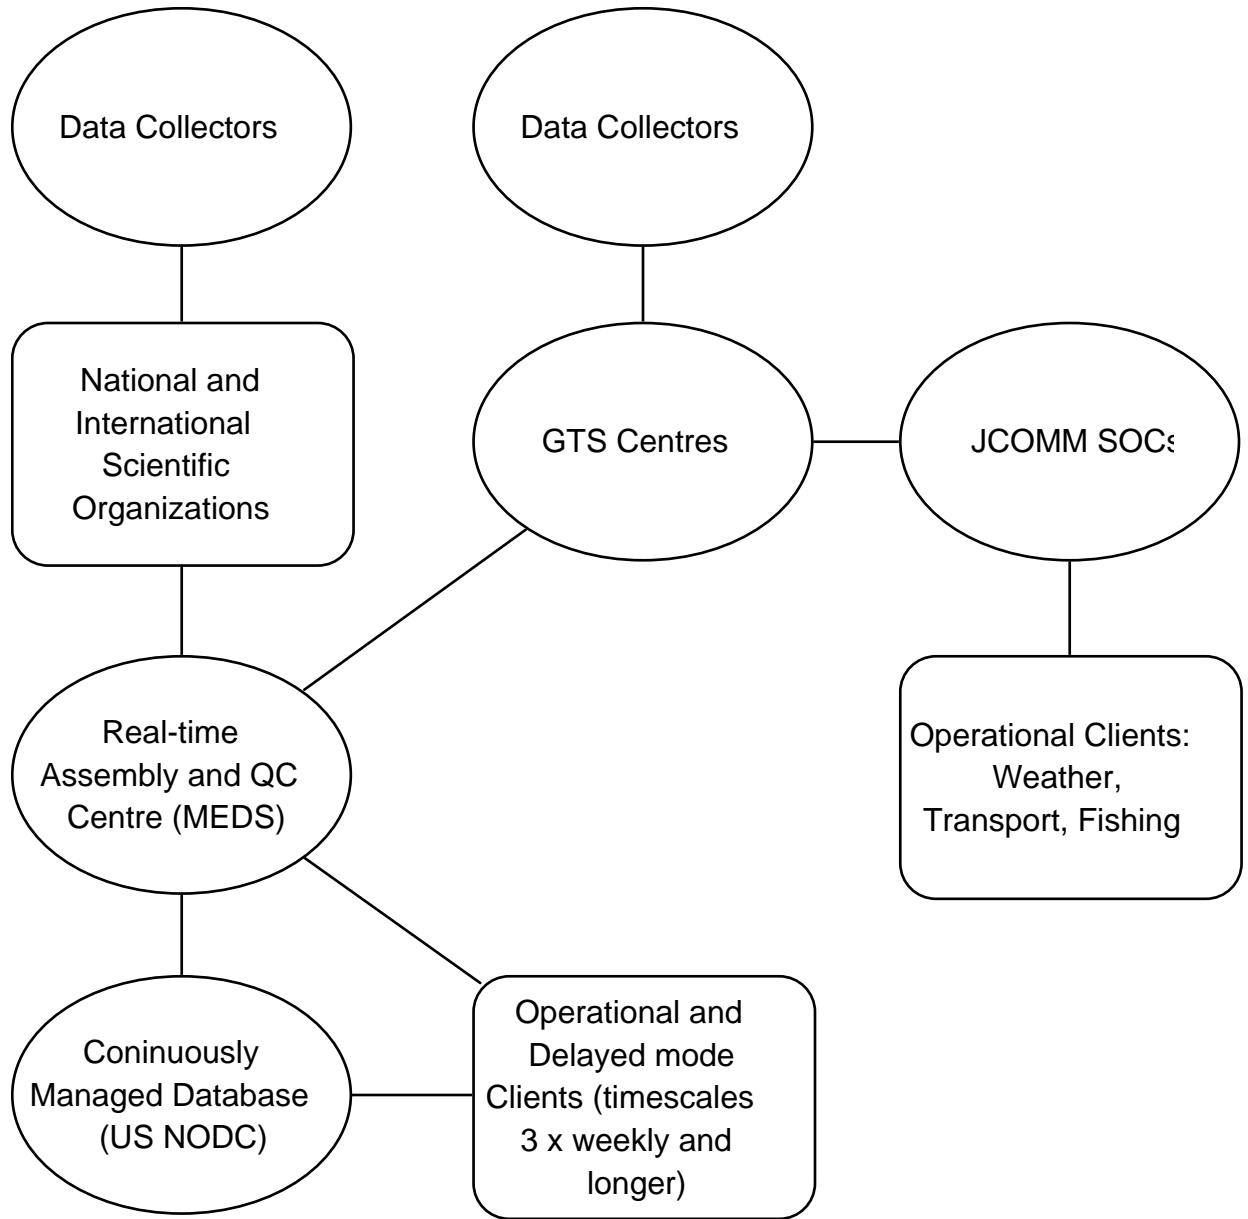 Data Collectors
Data Collectors
National and
International
Scientific
Organizations
GTS Centres
JCOMM SOCs
Real-time
Assembly and QC
Centre (MEDS)
Operational Clients:
Weather,
Transport, Fishing
Coninuously
Managed Database
(US NODC)
Operational and
Delayed mode
Clients (timescales
3 x weekly and
longer)